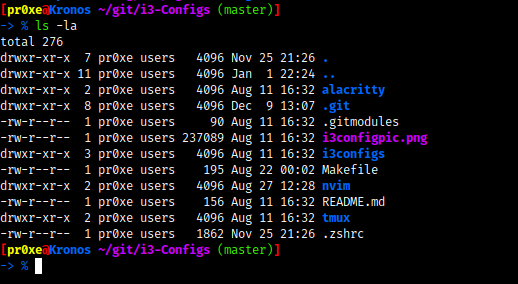 [pr0xe@Kronos ~/git/i3-Configs (master)]
-> % ls -la
total 276
drwxr-xr-x  7 pr0xe users   4096 Nov 25 21:26 .
drwxr-xr-x 11 pr0xe users   4096 Jan  1 22:24 ..
drwxr-xr-x  2 pr0xe users   4096 Aug 11 16:32 alacritty
drwxr-xr-x  8 pr0xe users   4096 Dec  9 13:07 .git
-rw-r--r--  1 pr0xe users     90 Aug 11 16:32 .gitmodules
-rw-r--r--  1 pr0xe users 237089 Aug 11 16:32 i3configpic.png
drwxr-xr-x  3 pr0xe users   4096 Aug 11 16:32 i3configs
-rw-r--r--  1 pr0xe users    195 Aug 22 00:02 Makefile
drwxr-xr-x  2 pr0xe users   4096 Aug 27 12:28 nvim
-rw-r--r--  1 pr0xe users    156 Aug 11 16:32 README.md
drwxr-xr-x  2 pr0xe users   4096 Aug 11 16:32 tmux
-rw-r--r--  1 pr0xe users   1862 Nov 25 21:26 .zshrc
[pr0xe@Kronos ~/git/i3-Configs (master)]
-> %